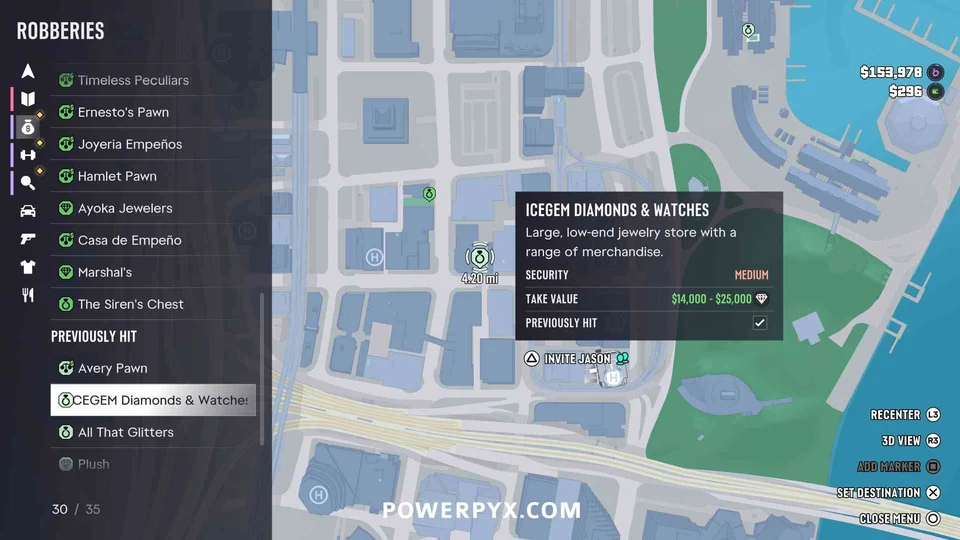 ROBBERIES
Timeless Peculiars
Ernesto's Pawn
Joyeria Empeños
Hamlet Pawn
Ayoka Jewelers
Casa de Empeño
Marshal's
The Siren's Chest
PREVIOUSLY HIT
Avery Pawn
ICEGEM Diamonds & Watches
All That Glitters
Plush
30 / 35
$153,978
$296
4.20 mi
ICEGEM DIAMONDS & WATCHES
Large, low-end jewelry store with a
range of merchandise.
SECURITY MEDIUM
TAKE VALUE $14,000 - $25,000
PREVIOUSLY HIT
INVITE JASON
H
H
H
RECENTER L3
3D VIEW R3
ADD MARKER
SET DESTINATION
CLOSE MENU
POWERPYX.COM